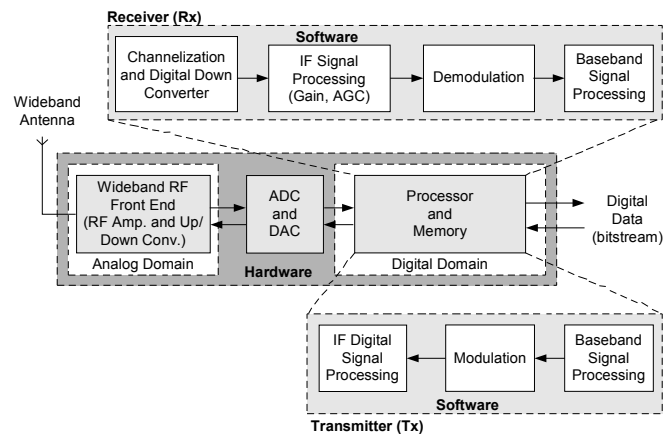 Receiver (Rx)
Software
Channelization
and Digital Down
Converter
IF Signal
Processing
(Gain, AGC)
Demodulation
Baseband
Signal
Processing
Wideband
Antenna
Wideband RF
Front End
(RF Amp. and Up/
Down Conv.)
Analog Domain
ADC
and
DAC
Hardware
Processor
and
Memory
Digital Domain
Digital
Data
(bitstream)
IF Digital
Signal
Processing
Modulation
Baseband
Signal
Processing
Software
Transmitter (Tx)